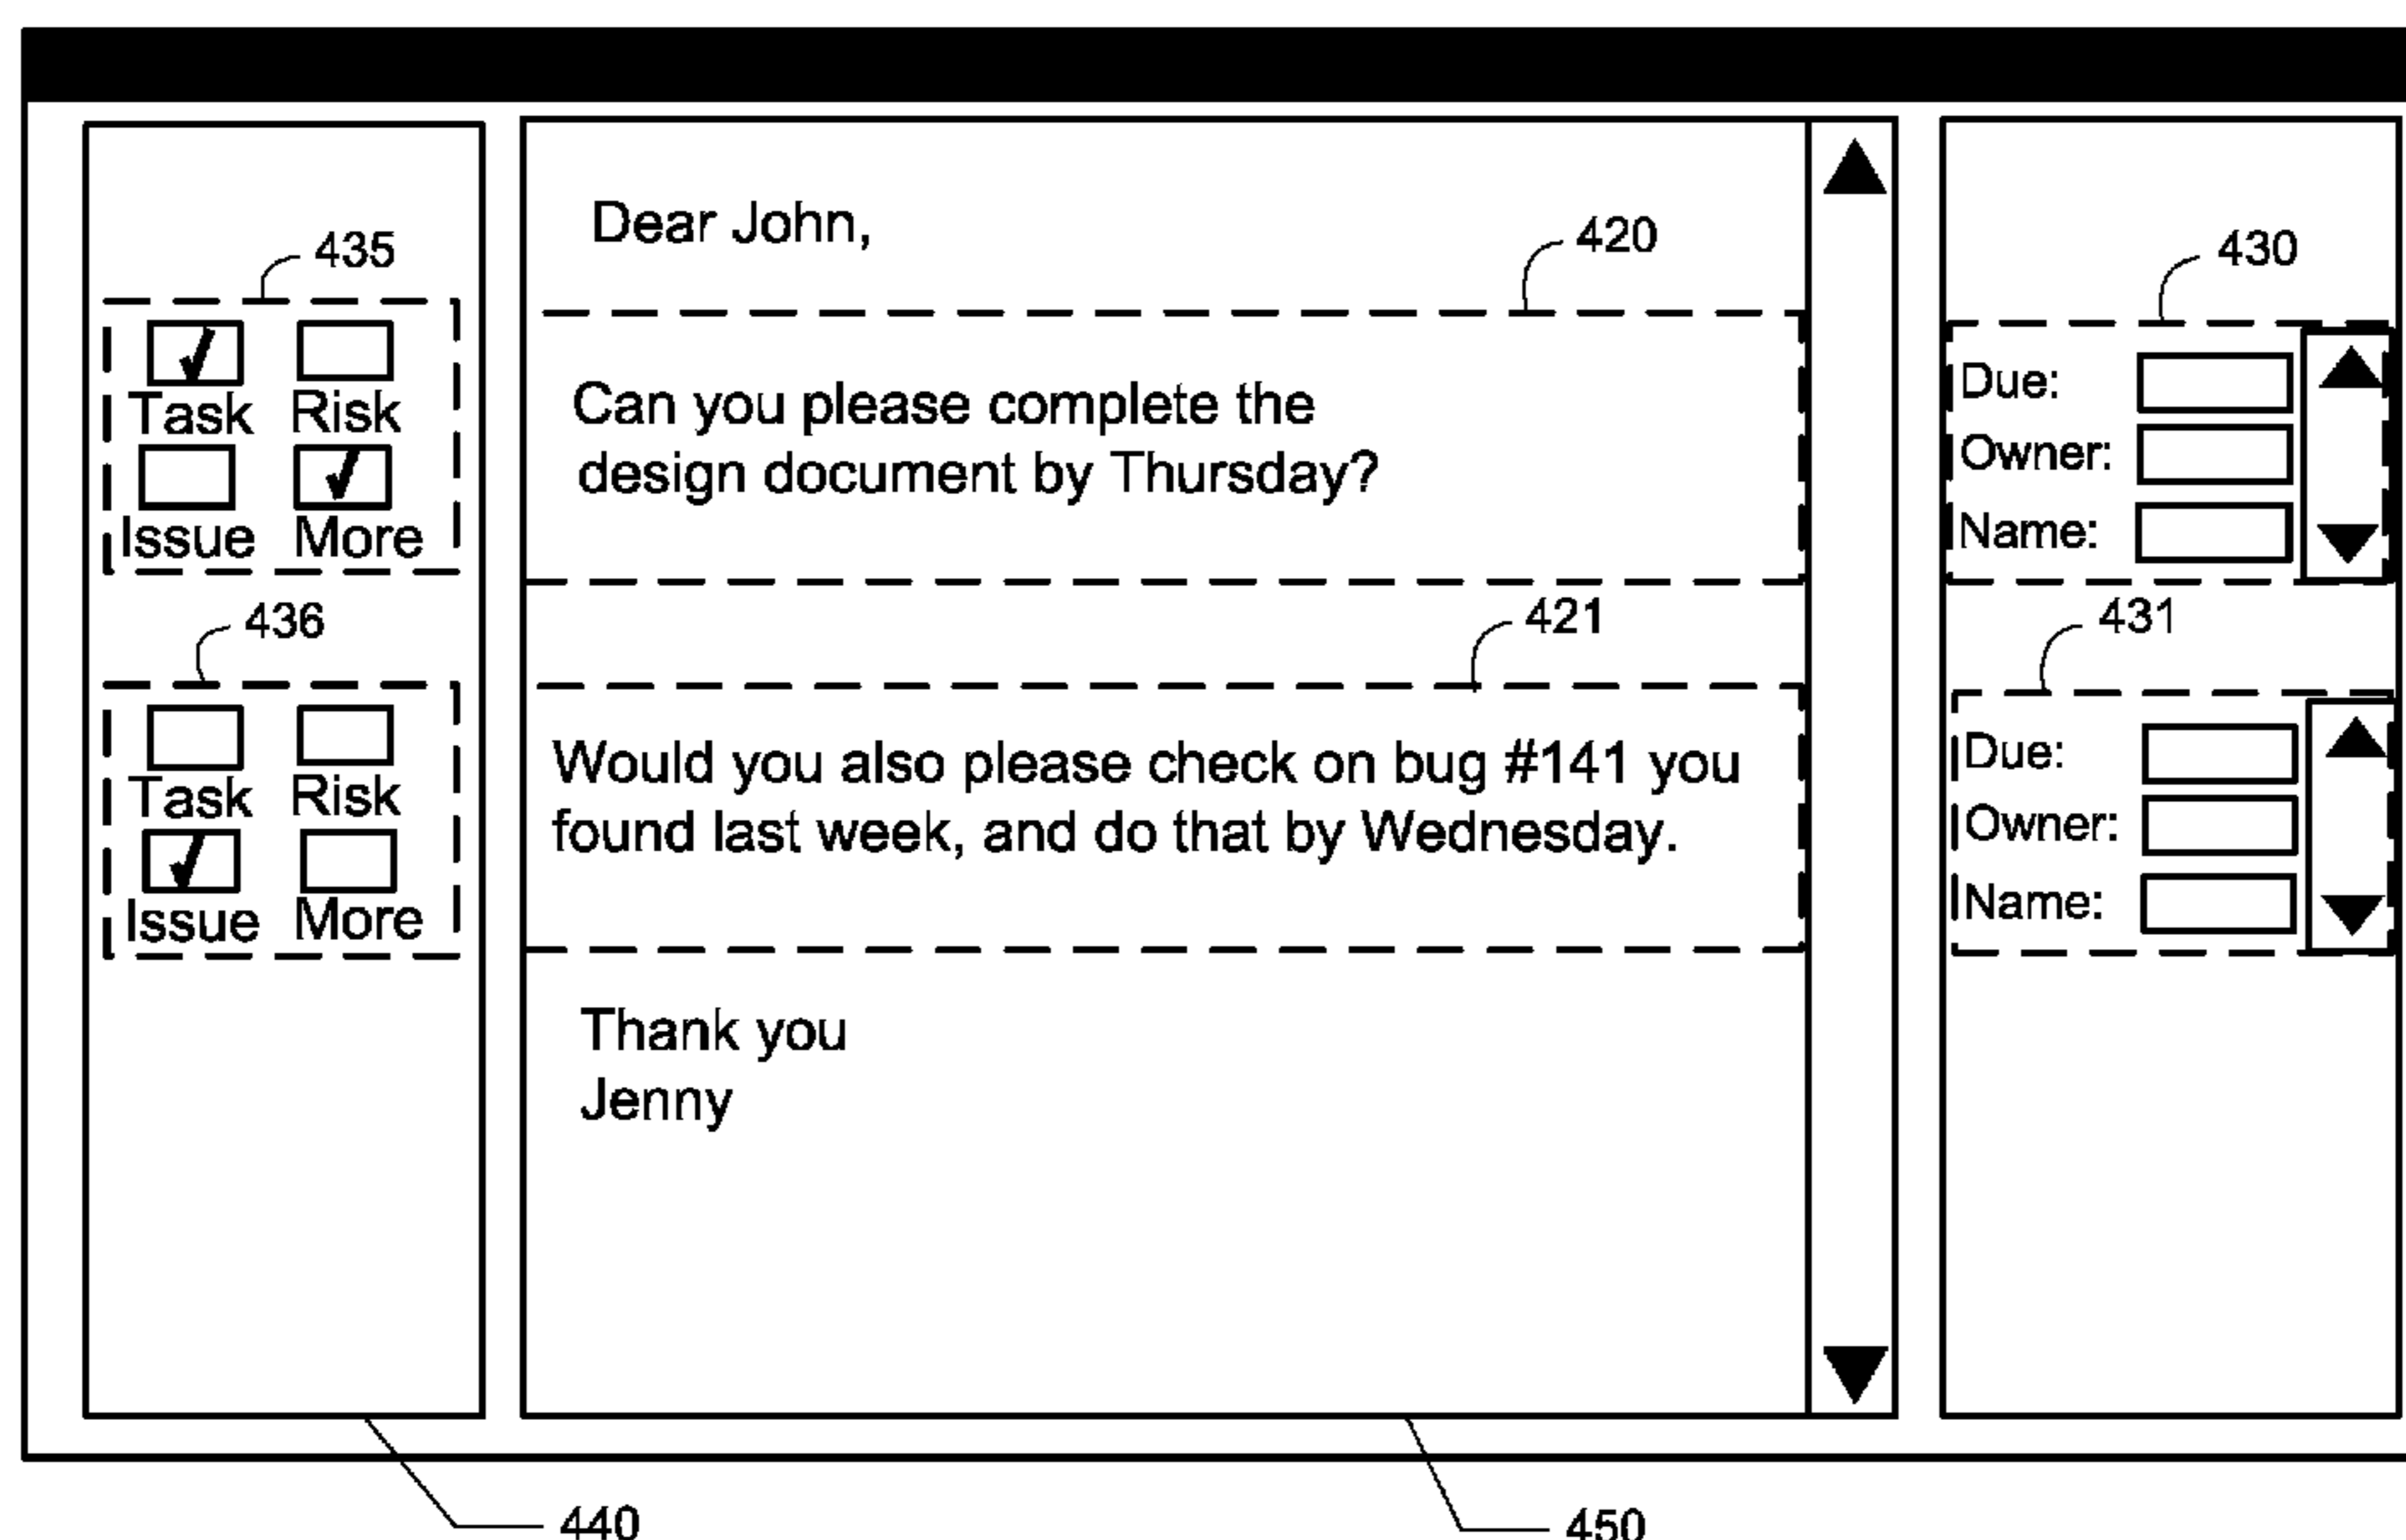 435
Task Risk
Issue More
436
Task Risk
Issue More
440
Dear John,
420
Can you please complete the
design document by Thursday?
421
Would you also please check on bug #141 you
found last week, and do that by Wednesday.
Thank you
Jenny
450
430
Due:
Owner:
Name:
431
Due:
Owner:
Name: